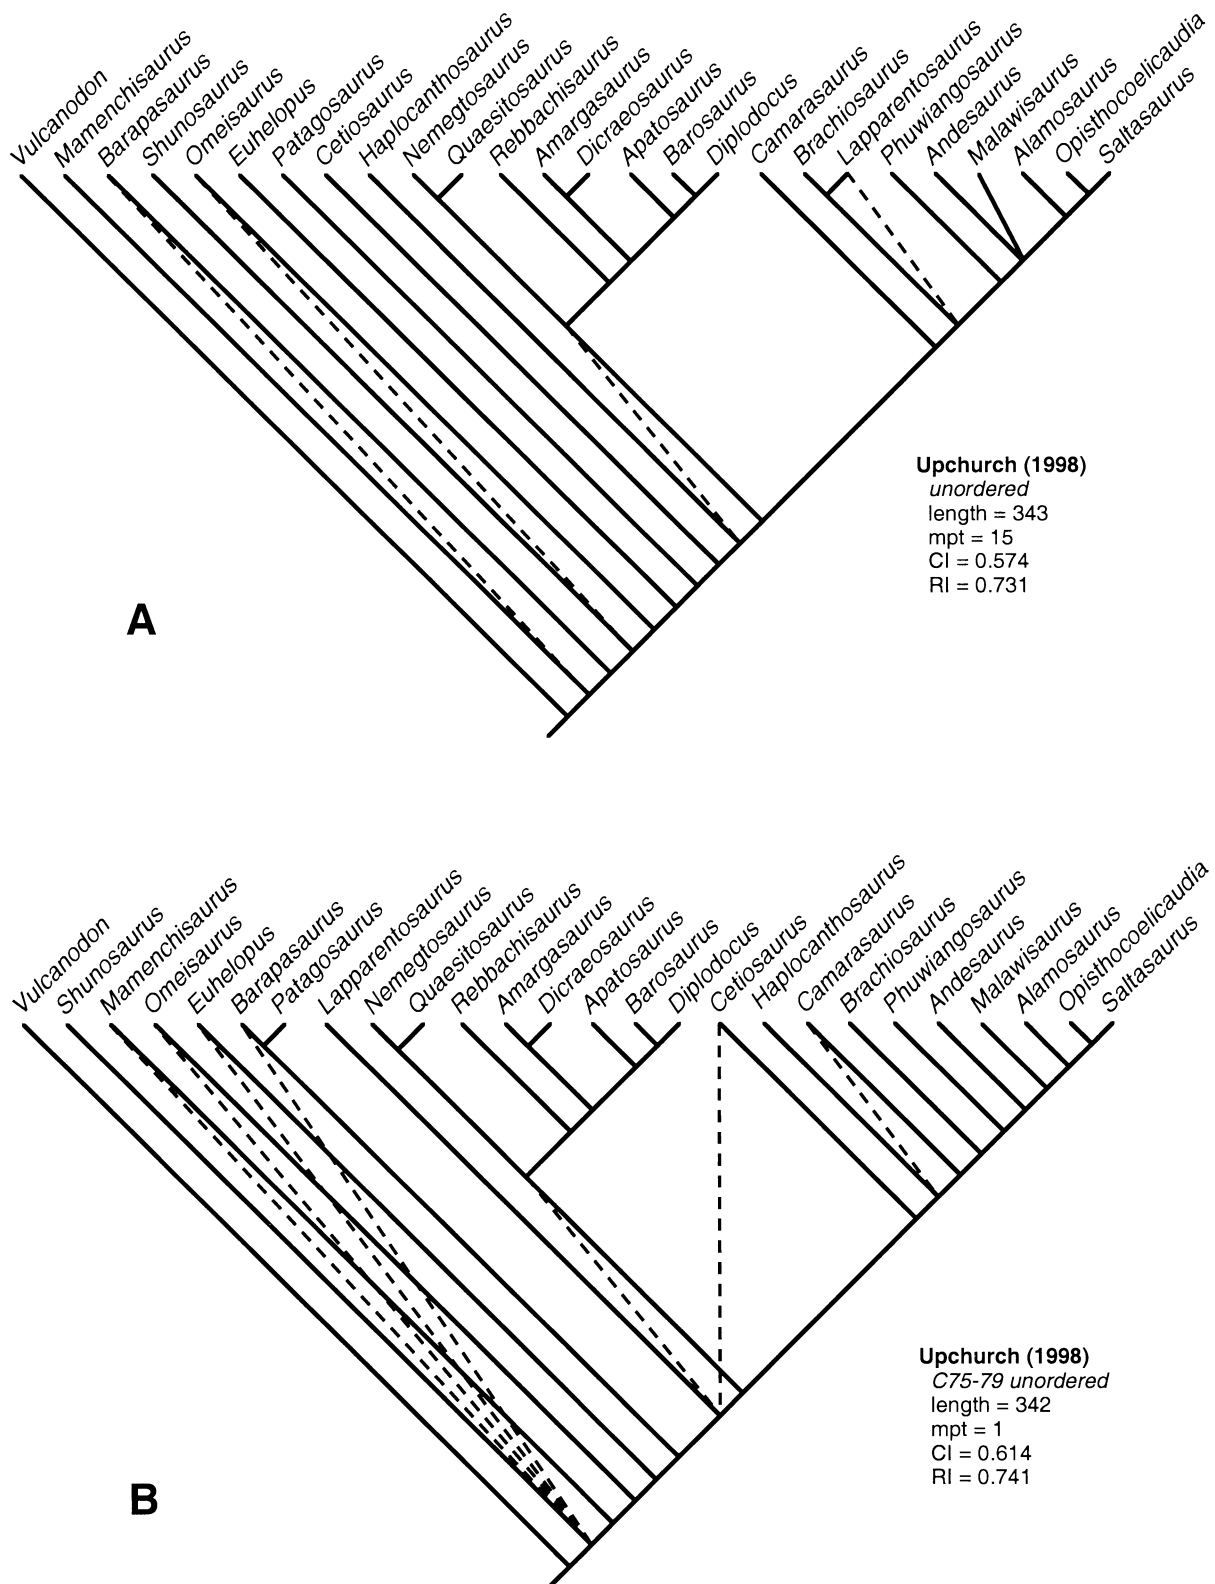 Vulcanodon
Mamenchisaurus
Barapasaurus
Shunosaurus
Omeisaurus
Euhelopus
Patagosaurus
Cetiosaurus
Haplocanthosaurus
Nemegtosaurus
Quaesitosaurus
Rebbachisaurus
Amargasaurus
Dicraeosaurus
Apatosaurus
Barosaurus
Diplodocus
Camarasaurus
Brachiosaurus
Lapparentosaurus
Phuwiangosaurus
Andesaurus
Malawisaurus
Alamosaurus
Opisthocoelicaudia
Saltasaurus
Upchurch (1998)
unordered
length = 343
mpt = 15
CI = 0.574
RI = 0.731
A
Vulcanodon
Shunosaurus
Mamenchisaurus
Omeisaurus
Euhelopus
Barapasaurus
Patagosaurus
Lapparentosaurus
Nemegtosaurus
Quaesitosaurus
Rebbachisaurus
Amargasaurus
Dicraeosaurus
Apatosaurus
Barosaurus
Diplodocus
Cetiosaurus
Haplocanthosaurus
Camarasaurus
Brachiosaurus
Phuwiangosaurus
Andesaurus
Malawisaurus
Alamosaurus
Opisthocoelicaudia
Saltasaurus
Upchurch (1998)
C75-79 unordered
length = 342
mpt = 1
CI = 0.614
RI = 0.741
B